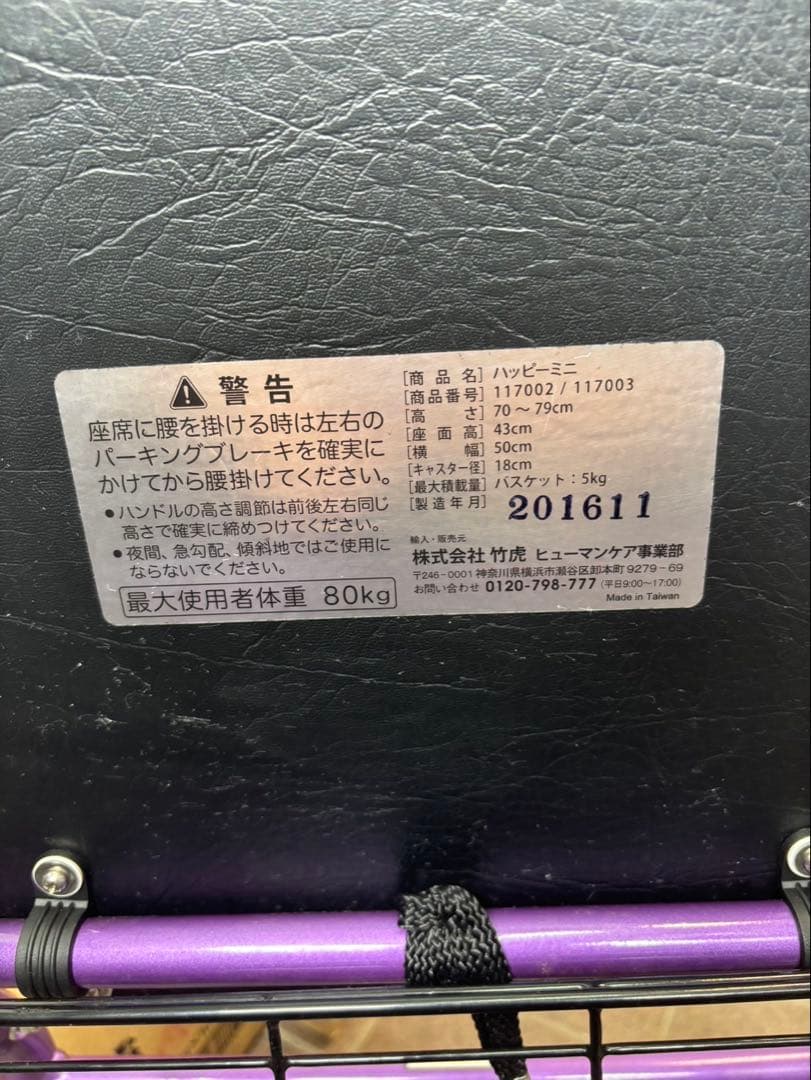 警告
座席に腰を掛ける時は左右の
パーキングブレーキを確実に
かけてから腰掛けてください。
●ハンドルの高さ調節は前後左右同じ
高さで確実に締めつけてください。
●夜間、急勾配、傾斜地ではご使用に
ならないでください。
最大使用者体重 80kg
[商品名] ハッピーミニ
[商品番号] 117002 / 117003
[高さ] 70〜79cm
[座面高] 43cm
[横幅] 50cm
[キャスター径] 18cm
[最大積載量] バスケット:5kg
[製造年月] 201611
輸入・販売元
株式会社 竹虎 ヒューマンケア事業部
〒246-0001 神奈川県横浜市瀬谷区卸本町9279-69
お問い合わせ 0120-798-777 (平日9:00〜17:00)
Made in Taiwan